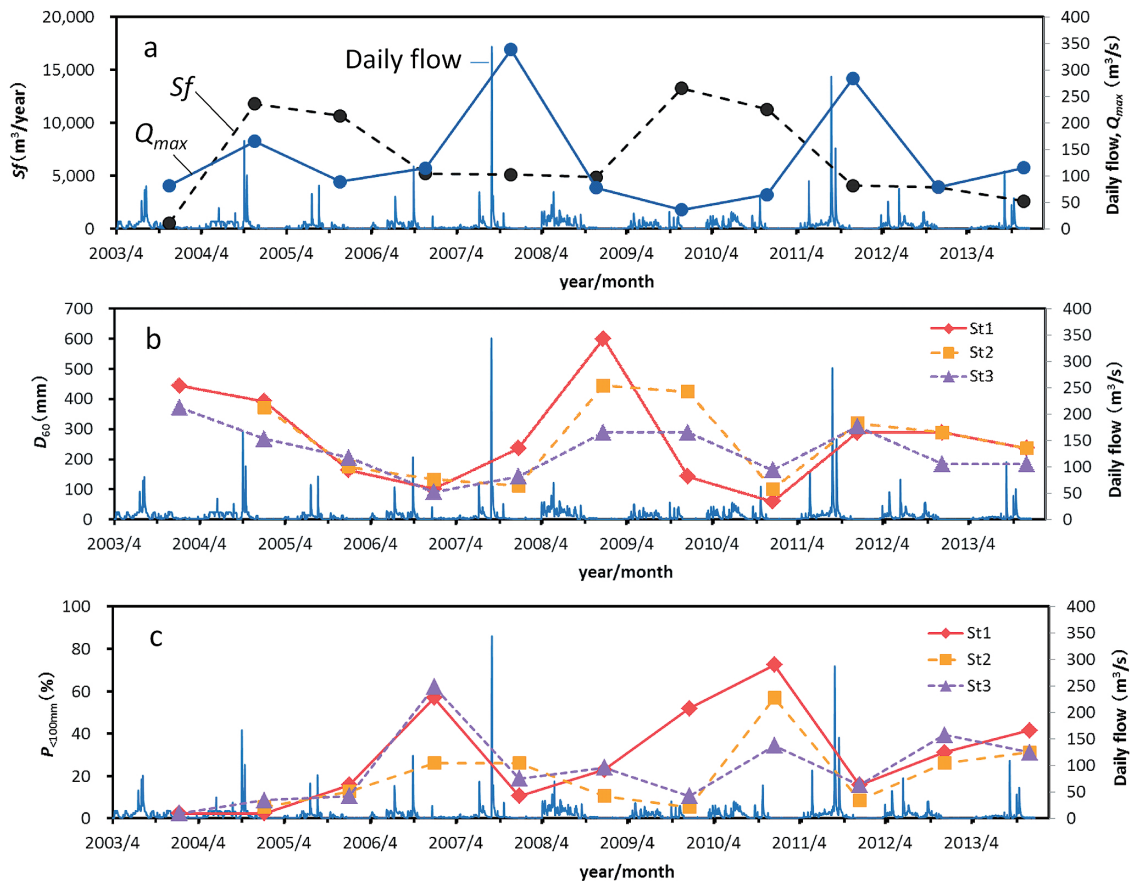 a
Sf (m³/year)
20,000
15,000
10,000
5,000
0
Sf
Qmax
Daily flow
400
350
300
250
200
150
100
50
0
Daily flow, Qmax (m³/s)
2003/4 2004/4 2005/4 2006/4 2007/4 2008/4 2009/4 2010/4 2011/4 2012/4 2013/4
year/month
b
D60 (mm)
700
600
500
400
300
200
100
0
St1
St2
St3
400
350
300
250
200
150
100
50
0
Daily flow (m³/s)
2003/4 2004/4 2005/4 2006/4 2007/4 2008/4 2009/4 2010/4 2011/4 2012/4 2013/4
year/month
c
P<100mm (%)
100
80
60
40
20
0
St1
St2
St3
400
350
300
250
200
150
100
50
0
Daily flow (m³/s)
2003/4 2004/4 2005/4 2006/4 2007/4 2008/4 2009/4 2010/4 2011/4 2012/4 2013/4
year/month